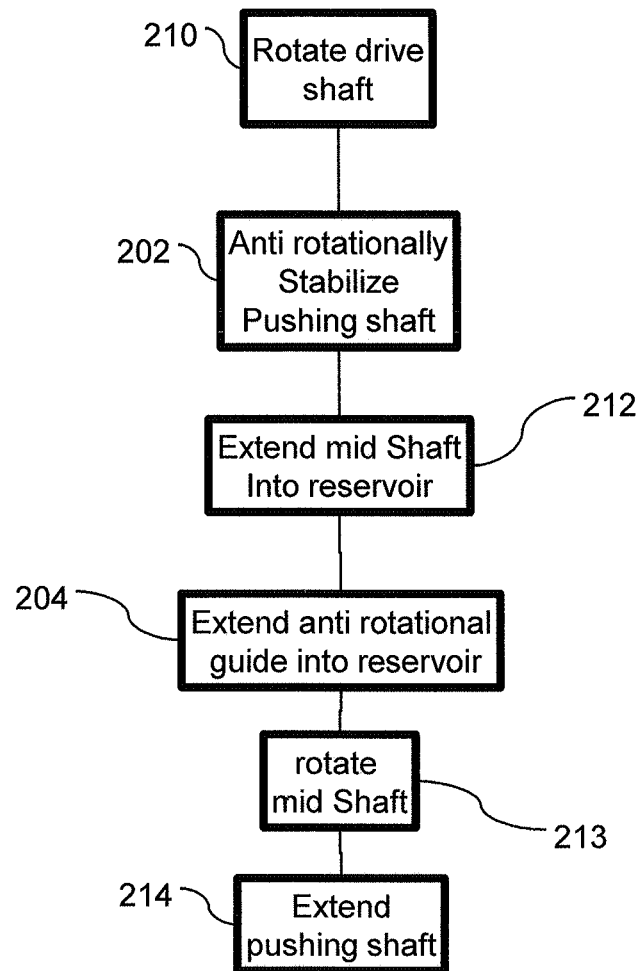 210
Rotate drive
shaft
202
Anti rotationally
Stabilize
Pushing shaft
212
Extend mid Shaft
Into reservoir
204
Extend anti rotational
guide into reservoir
rotate
mid Shaft
213
214
Extend
pushing shaft